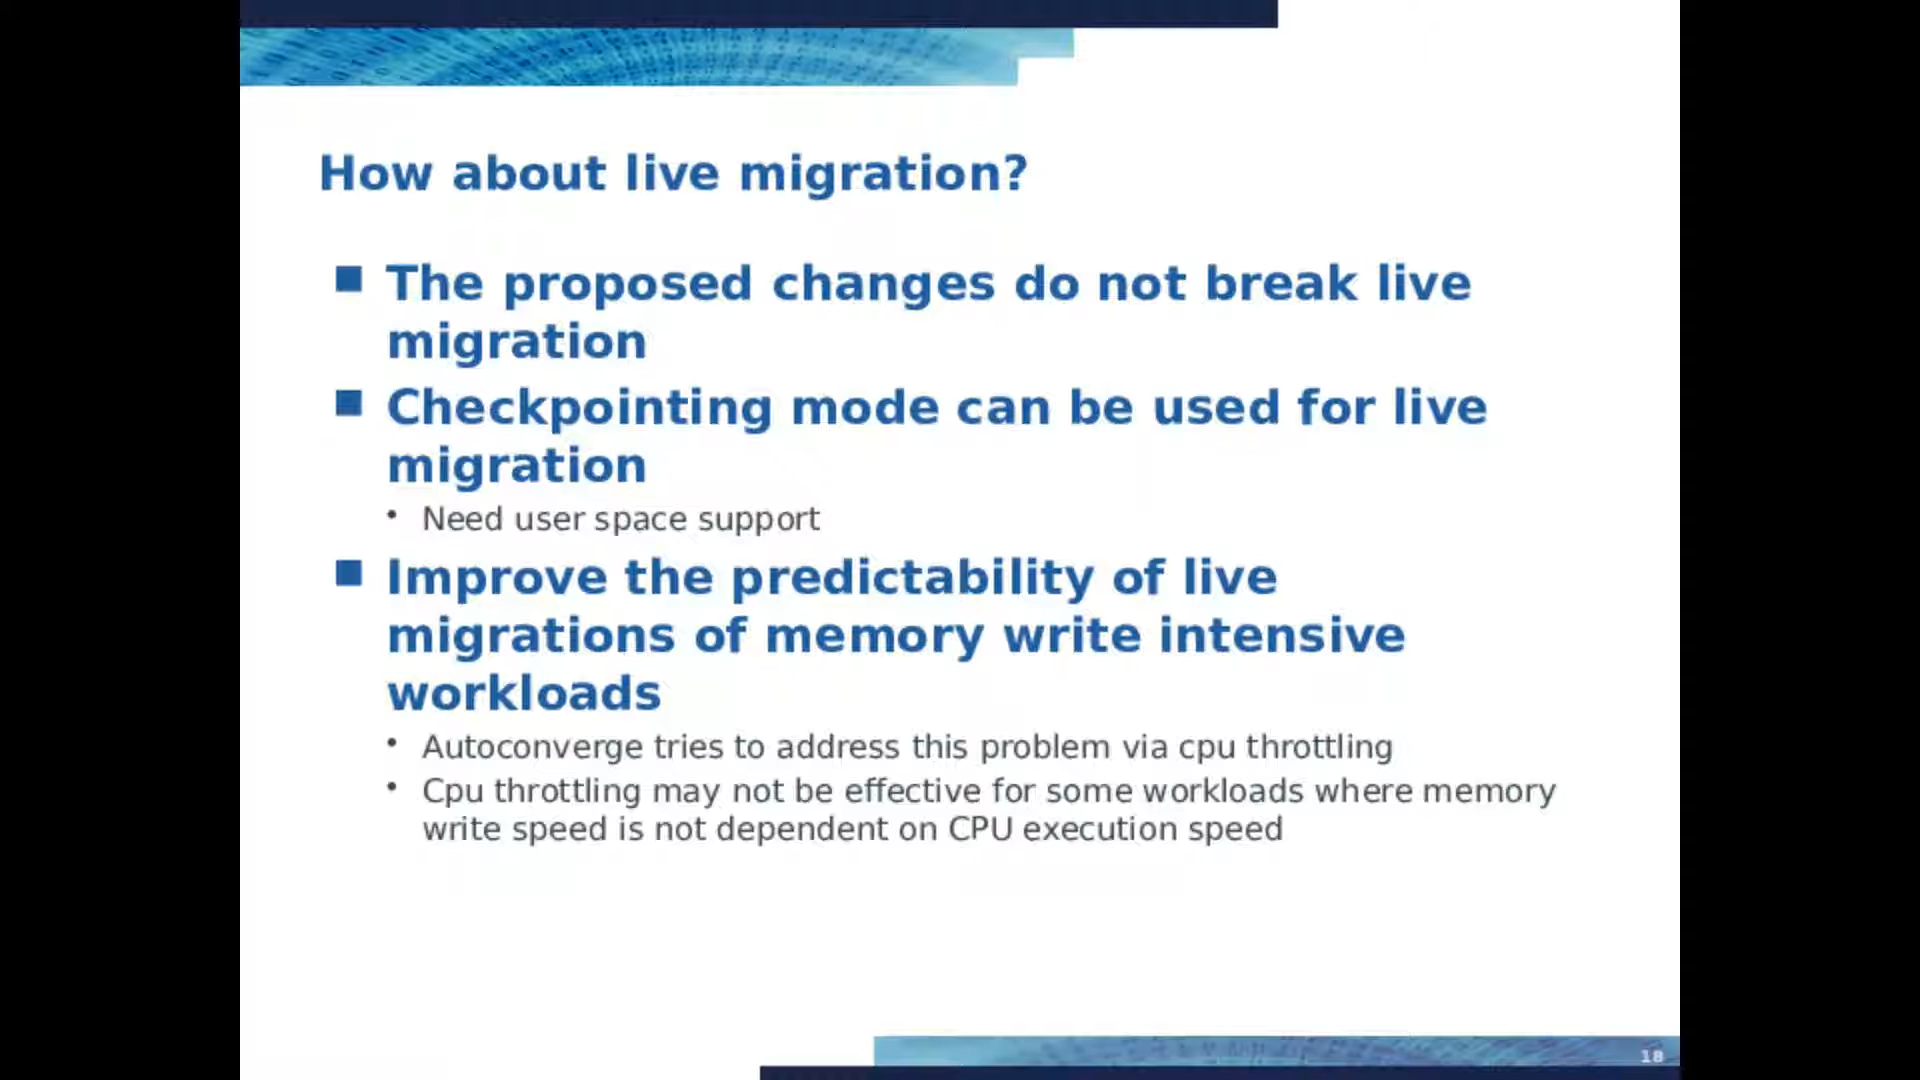 How about live migration?
■ The proposed changes do not break live
migration
■ Checkpointing mode can be used for live
migration
• Need user space support
■ Improve the predictability of live
migrations of memory write intensive
workloads
• Autoconverge tries to address this problem via cpu throttling
• Cpu throttling may not be effective for some workloads where memory
write speed is not dependent on CPU execution speed
18